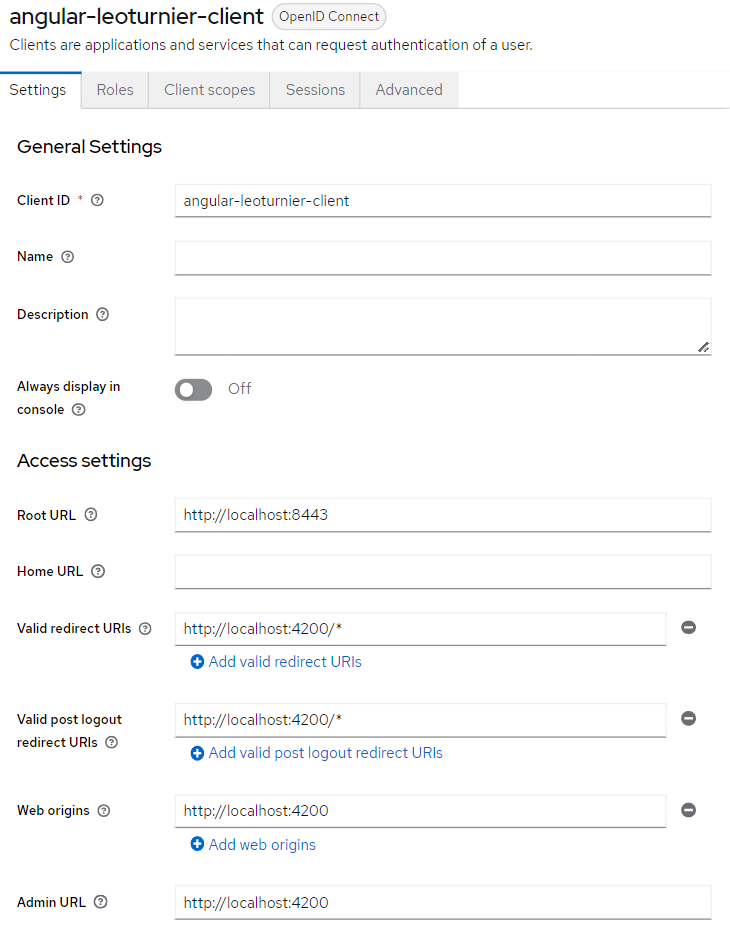 angular-leoturnier-client OpenID Connect
Clients are applications and services that can request authentication of a user.
Settings Roles Client scopes Sessions Advanced
General Settings
Client ID * angular-leoturnier-client
Name
Description
Always display in console Off
Access settings
Root URL http://localhost:8443
Home URL
Valid redirect URIs http://localhost:4200/*
Add valid redirect URIs
Valid post logout redirect URIs http://localhost:4200/*
Add valid post logout redirect URIs
Web origins http://localhost:4200
Add web origins
Admin URL http://localhost:4200